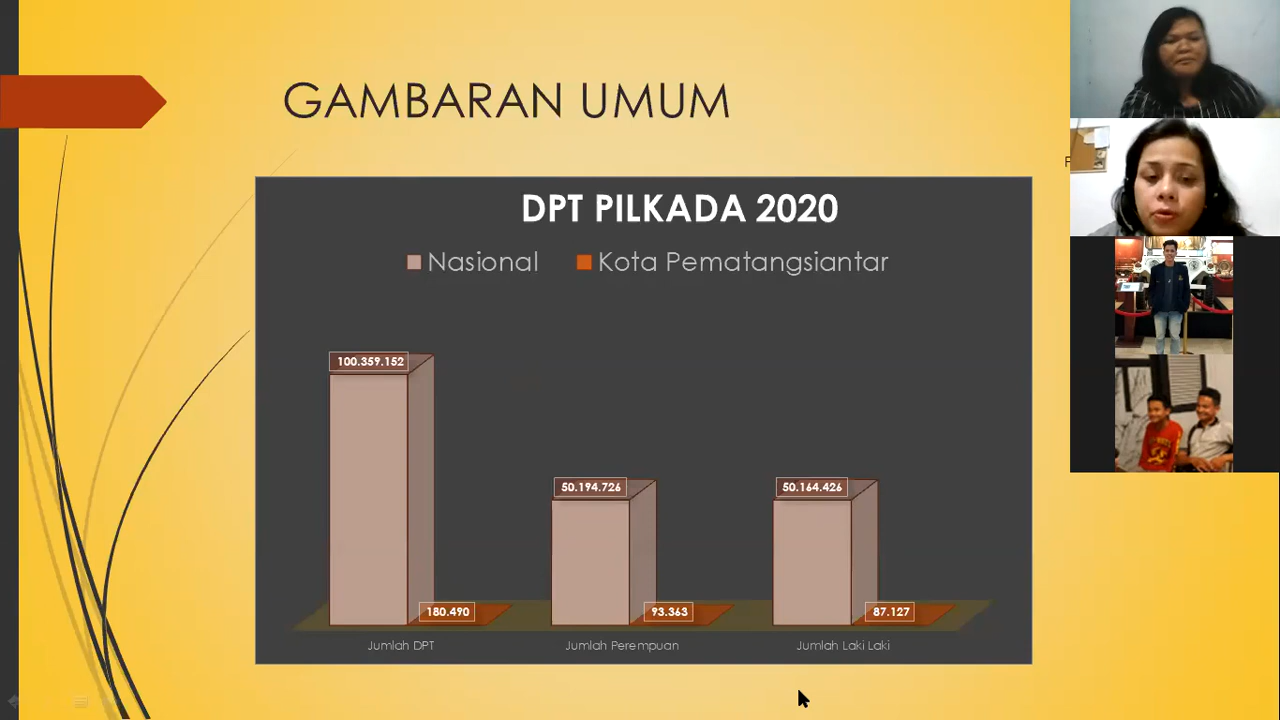 GAMBARAN UMUM
DPT PILKADA 2020
Nasional Kota Pematangsiantar
100.359.152
50.194.726 50.164.426
180.490 93.363 87.127
Jumlah DPT Jumlah Perempuan Jumlah Laki Laki